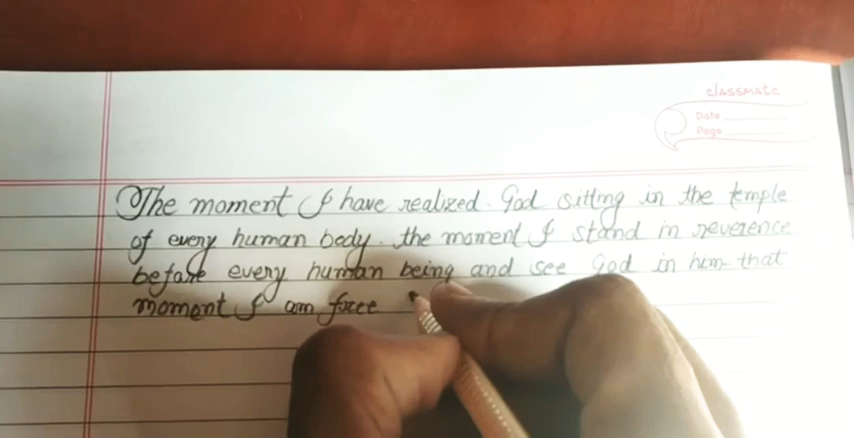 classmate
Date
Page
The moment I have realized. God sitting in the temple
of every human body. the moment I stand in reverence
before every human being and see God in him that
moment I am free